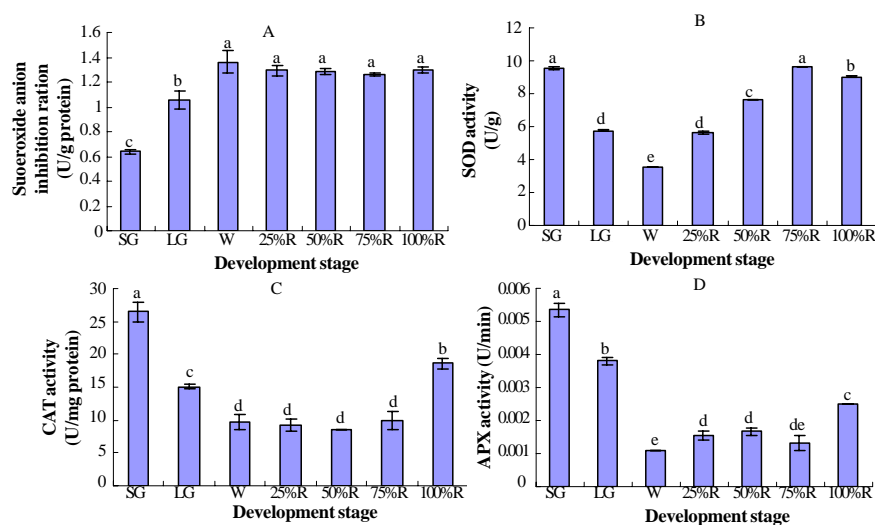 A
Suoeroxide anion
inhibition ration
(U/g protein)
1.6
1.4
1.2
1
0.8
0.6
0.4
0.2
0
c
b
a
a
a
a
a
SG LG W 25%R 50%R 75%R 100%R
Development stage
B
SOD activity
(U/g)
12
10
8
6
4
2
0
a
d
e
d
c
a
b
SG LG W 25%R 50%R 75%R 100%R
Development stage
C
CAT activity
(U/mg protein)
30
25
20
15
10
5
0
a
c
d
d
d
d
b
SG LG W 25%R 50%R 75%R 100%R
Development stage
D
APX activity (U/min)
0.006
0.005
0.004
0.003
0.002
0.001
0.000
a
b
e
d
d
de
c
SG LG W 25%R 50%R 75%R 100%R
Development stage